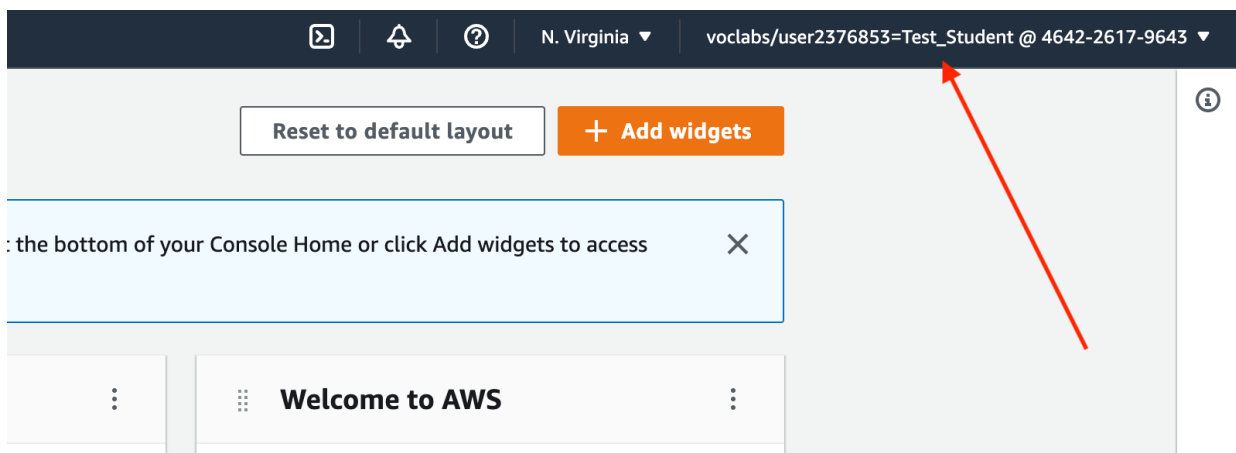 N. Virginia ▼ voclabs/user2376853=Test_Student @ 4642-2617-9643 ▼
Reset to default layout + Add widgets
t the bottom of your Console Home or click Add widgets to access
Welcome to AWS